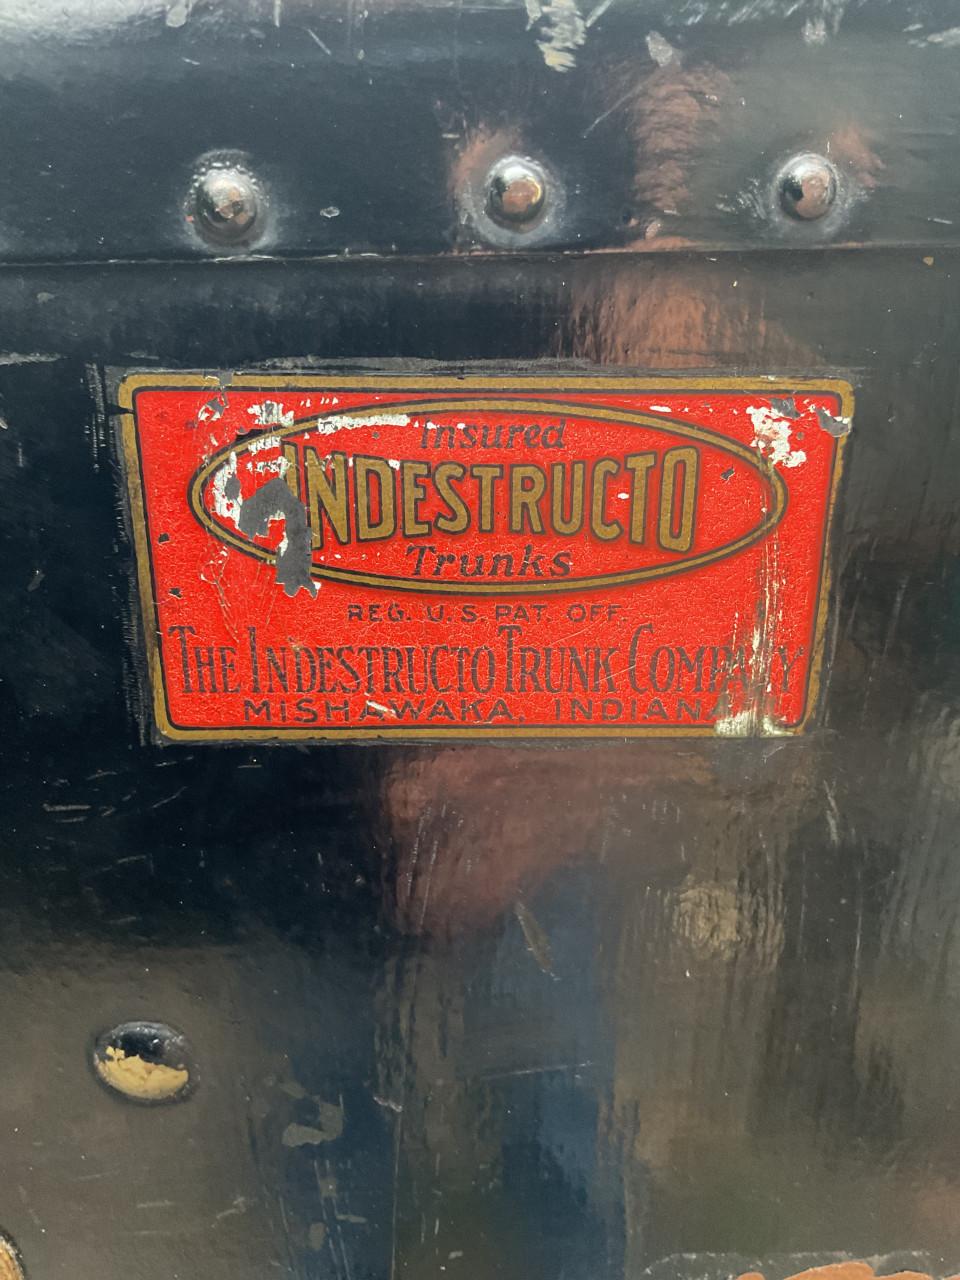 Insured
INDESTRUCTO
Trunks
REG. U.S. PAT. OFF.
THE INDESTRUCTO TRUNK COMPANY
MISHAWAKA, INDIANA